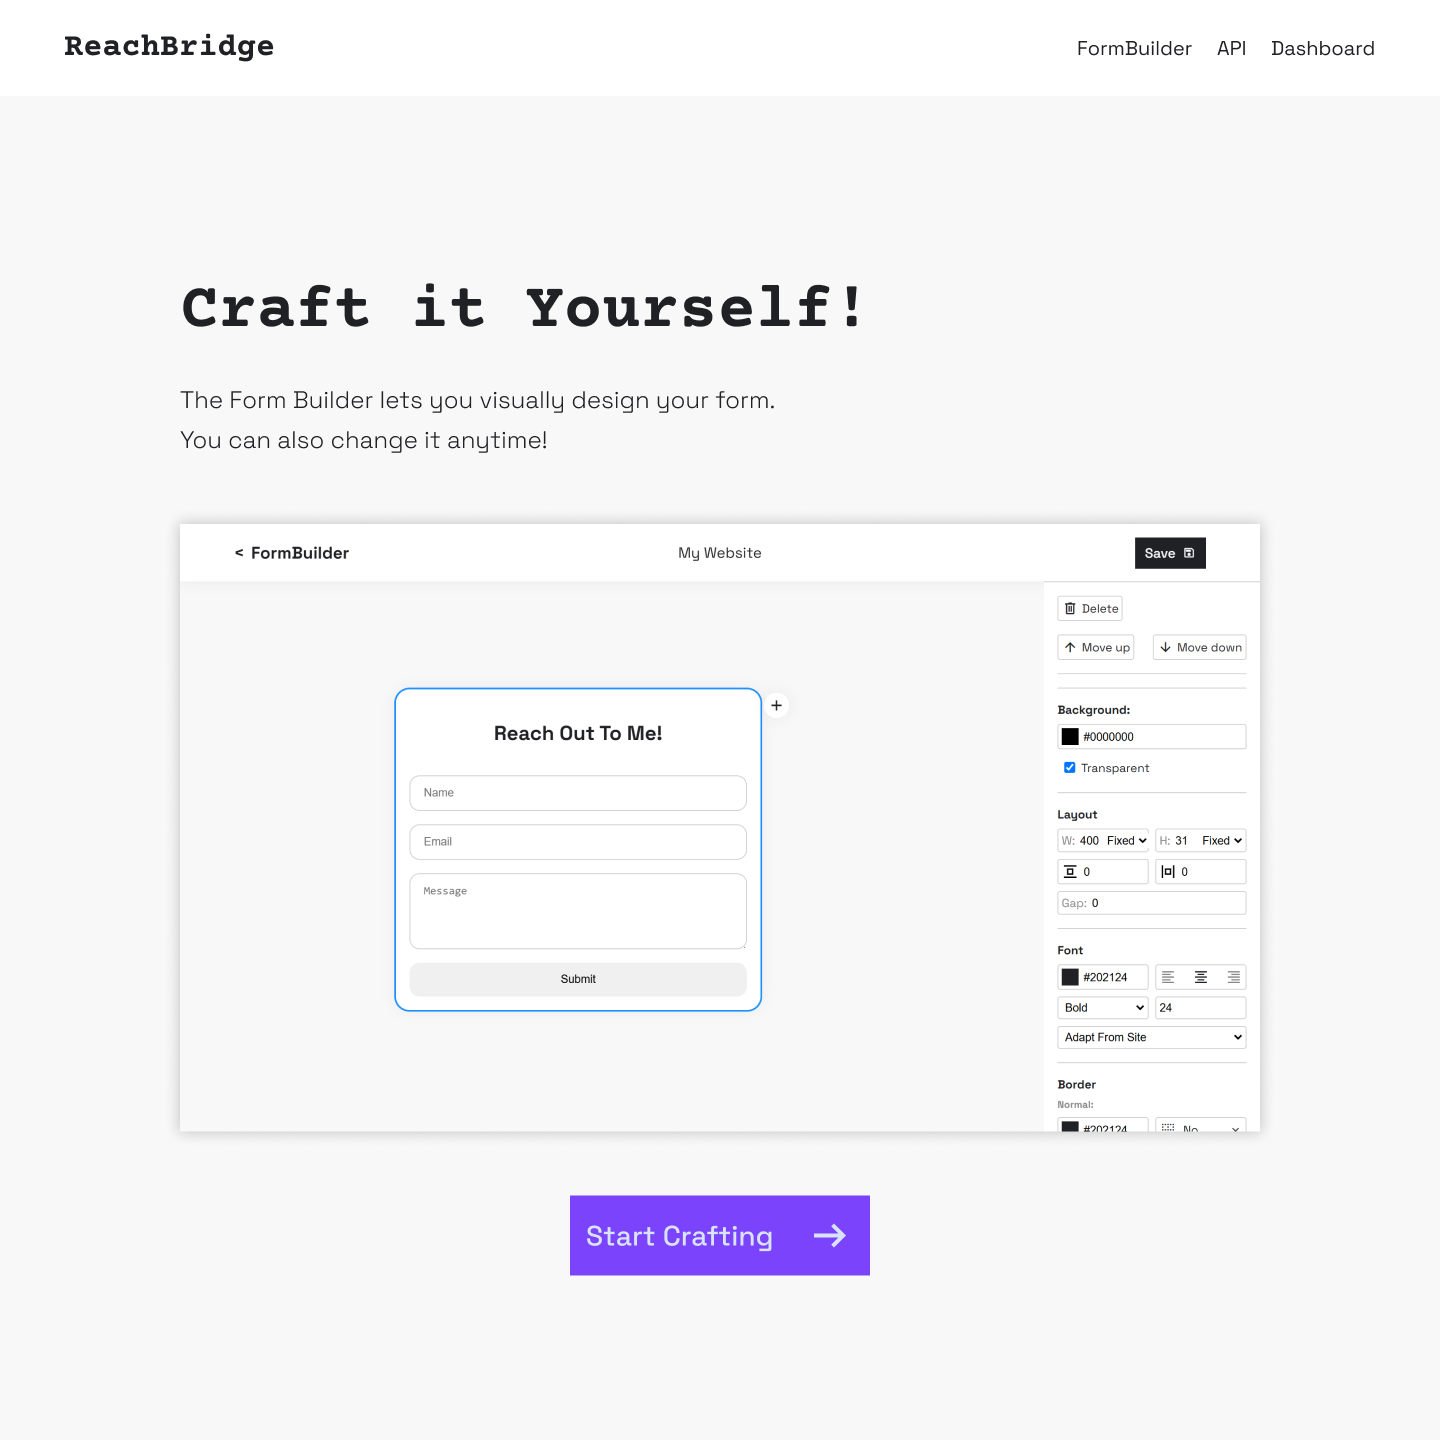 ReachBridge
FormBuilder API Dashboard
Craft it Yourself!
The Form Builder lets you visually design your form.
You can also change it anytime!
< FormBuilder
My Website
Save
Delete
Move up
Move down
Reach Out To Me!
Name
Email
Message
Submit
Background:
#0000000
Transparent
Layout
W: 400 Fixed
H: 31 Fixed
0
0
Gap: 0
Font
#202124
Bold
24
Adapt From Site
Border
Normal:
#202124
No
Start Crafting